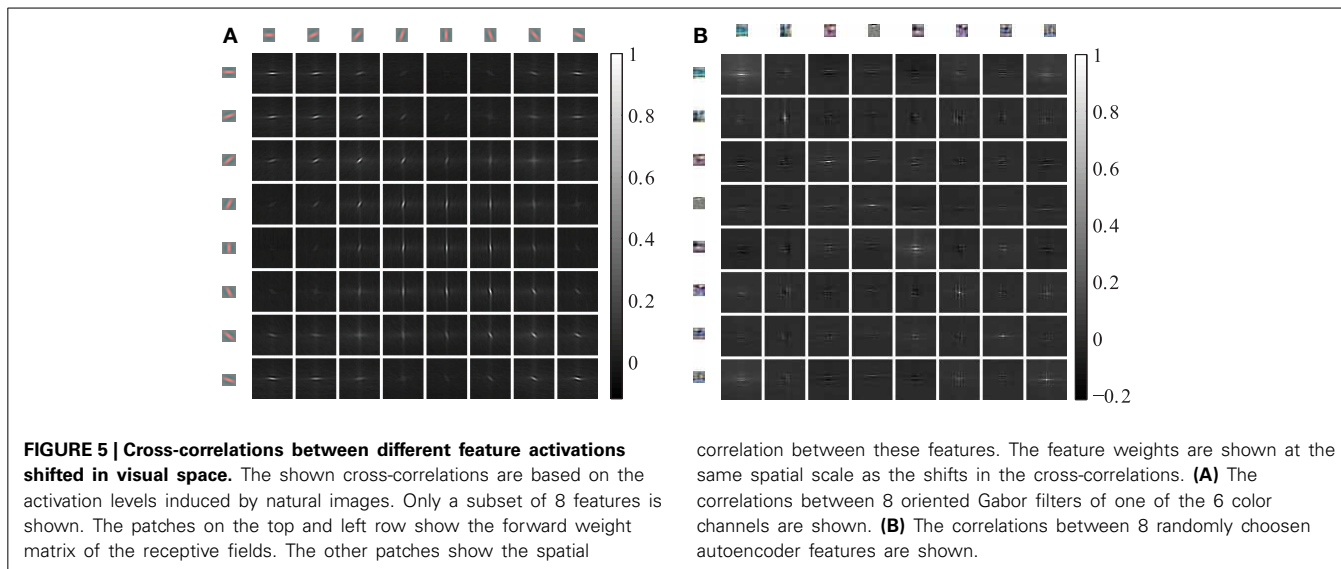 A
B
1
0.8
0.6
0.4
0.2
0
1
0.8
0.6
0.4
0.2
0
−0.2
FIGURE 5 | Cross-correlations between different feature activations
shifted in visual space. The shown cross-correlations are based on the
activation levels induced by natural images. Only a subset of 8 features is
shown. The patches on the top and left row show the forward weight
matrix of the receptive fields. The other patches show the spatial
correlation between these features. The feature weights are shown at the
same spatial scale as the shifts in the cross-correlations. (A) The
correlations between 8 oriented Gabor filters of one of the 6 color
channels are shown. (B) The correlations between 8 randomly choosen
autoencoder features are shown.